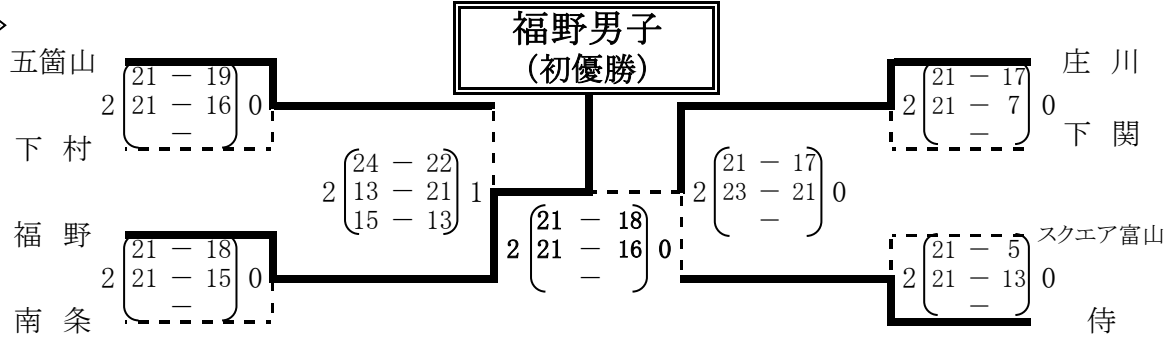 福野男子
（初優勝）
五箇山
2 21 － 19 0
21 － 16
－
下 村
福 野
2 21 － 18 0
21 － 15
－
南 条
2 24 － 22 1
13 － 21
15 － 13
2 21 － 18 0
21 － 16
－
2 21 － 17 0
23 － 21
－
庄 川
2 21 － 17 0
21 － 7
－
下 関
スクエア富山
2 21 － 5 0
21 － 13
－
侍